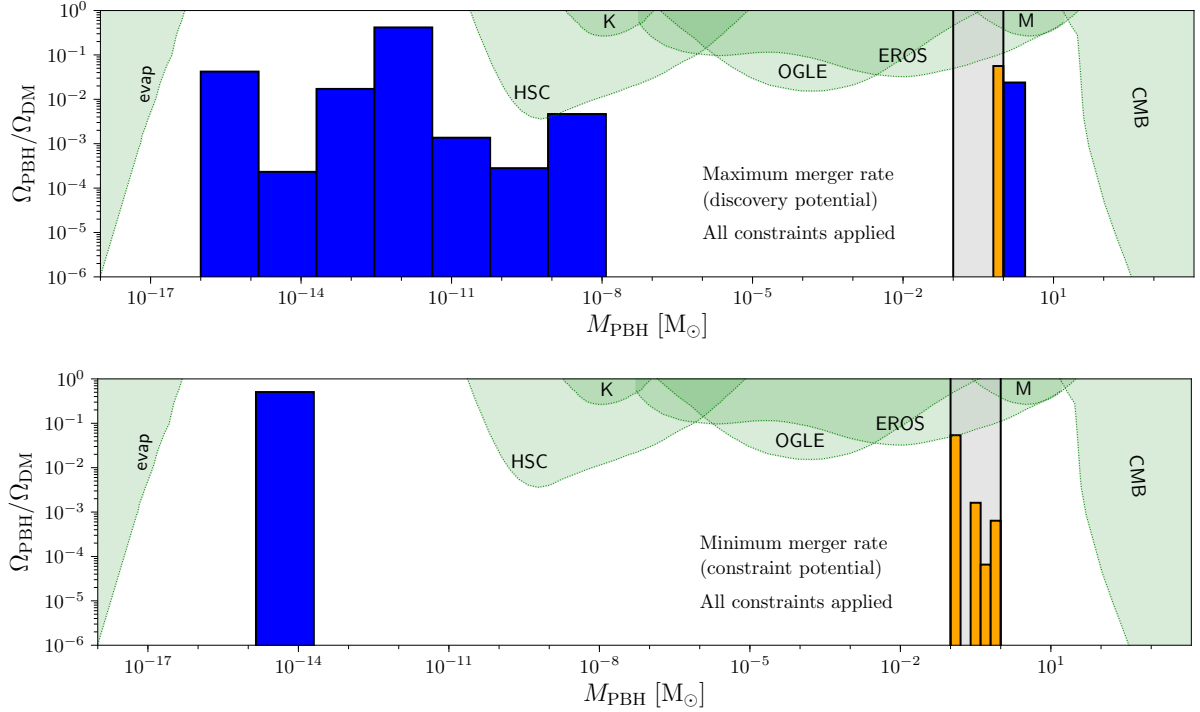 10^0
10^{-1}
10^{-2}
10^{-3}
10^{-4}
10^{-5}
10^{-6}
Ω_PBH/Ω_DM
evap
K
HSC
OGLE
EROS
M
CMB
Maximum merger rate
(discovery potential)
All constraints applied
10^{-17} 10^{-14} 10^{-11} 10^{-8} 10^{-5} 10^{-2} 10^1
M_PBH [M_⊙]
10^0
10^{-1}
10^{-2}
10^{-3}
10^{-4}
10^{-5}
10^{-6}
Ω_PBH/Ω_DM
evap
K
HSC
OGLE
EROS
M
CMB
Minimum merger rate
(constraint potential)
All constraints applied
10^{-17} 10^{-14} 10^{-11} 10^{-8} 10^{-5} 10^{-2} 10^1
M_PBH [M_⊙]